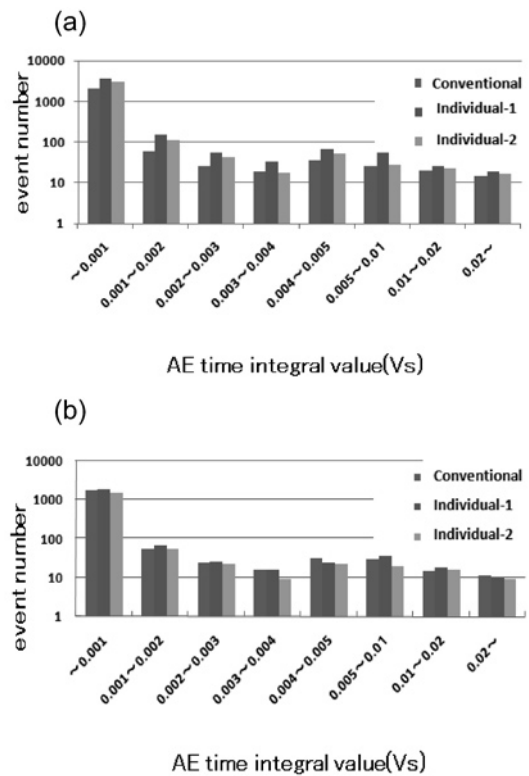 (a)
event number
10000
1000
100
10
1
Conventional
Individual-1
Individual-2
～0.001
0.001～0.002
0.002～0.003
0.003～0.004
0.004～0.005
0.005～0.01
0.01～0.02
0.02～
AE time integral value(Vs)
(b)
event number
10000
1000
100
10
1
Conventional
Individual-1
Individual-2
～0.001
0.001～0.002
0.002～0.003
0.003～0.004
0.004～0.005
0.005～0.01
0.01～0.02
0.02～
AE time integral value(Vs)